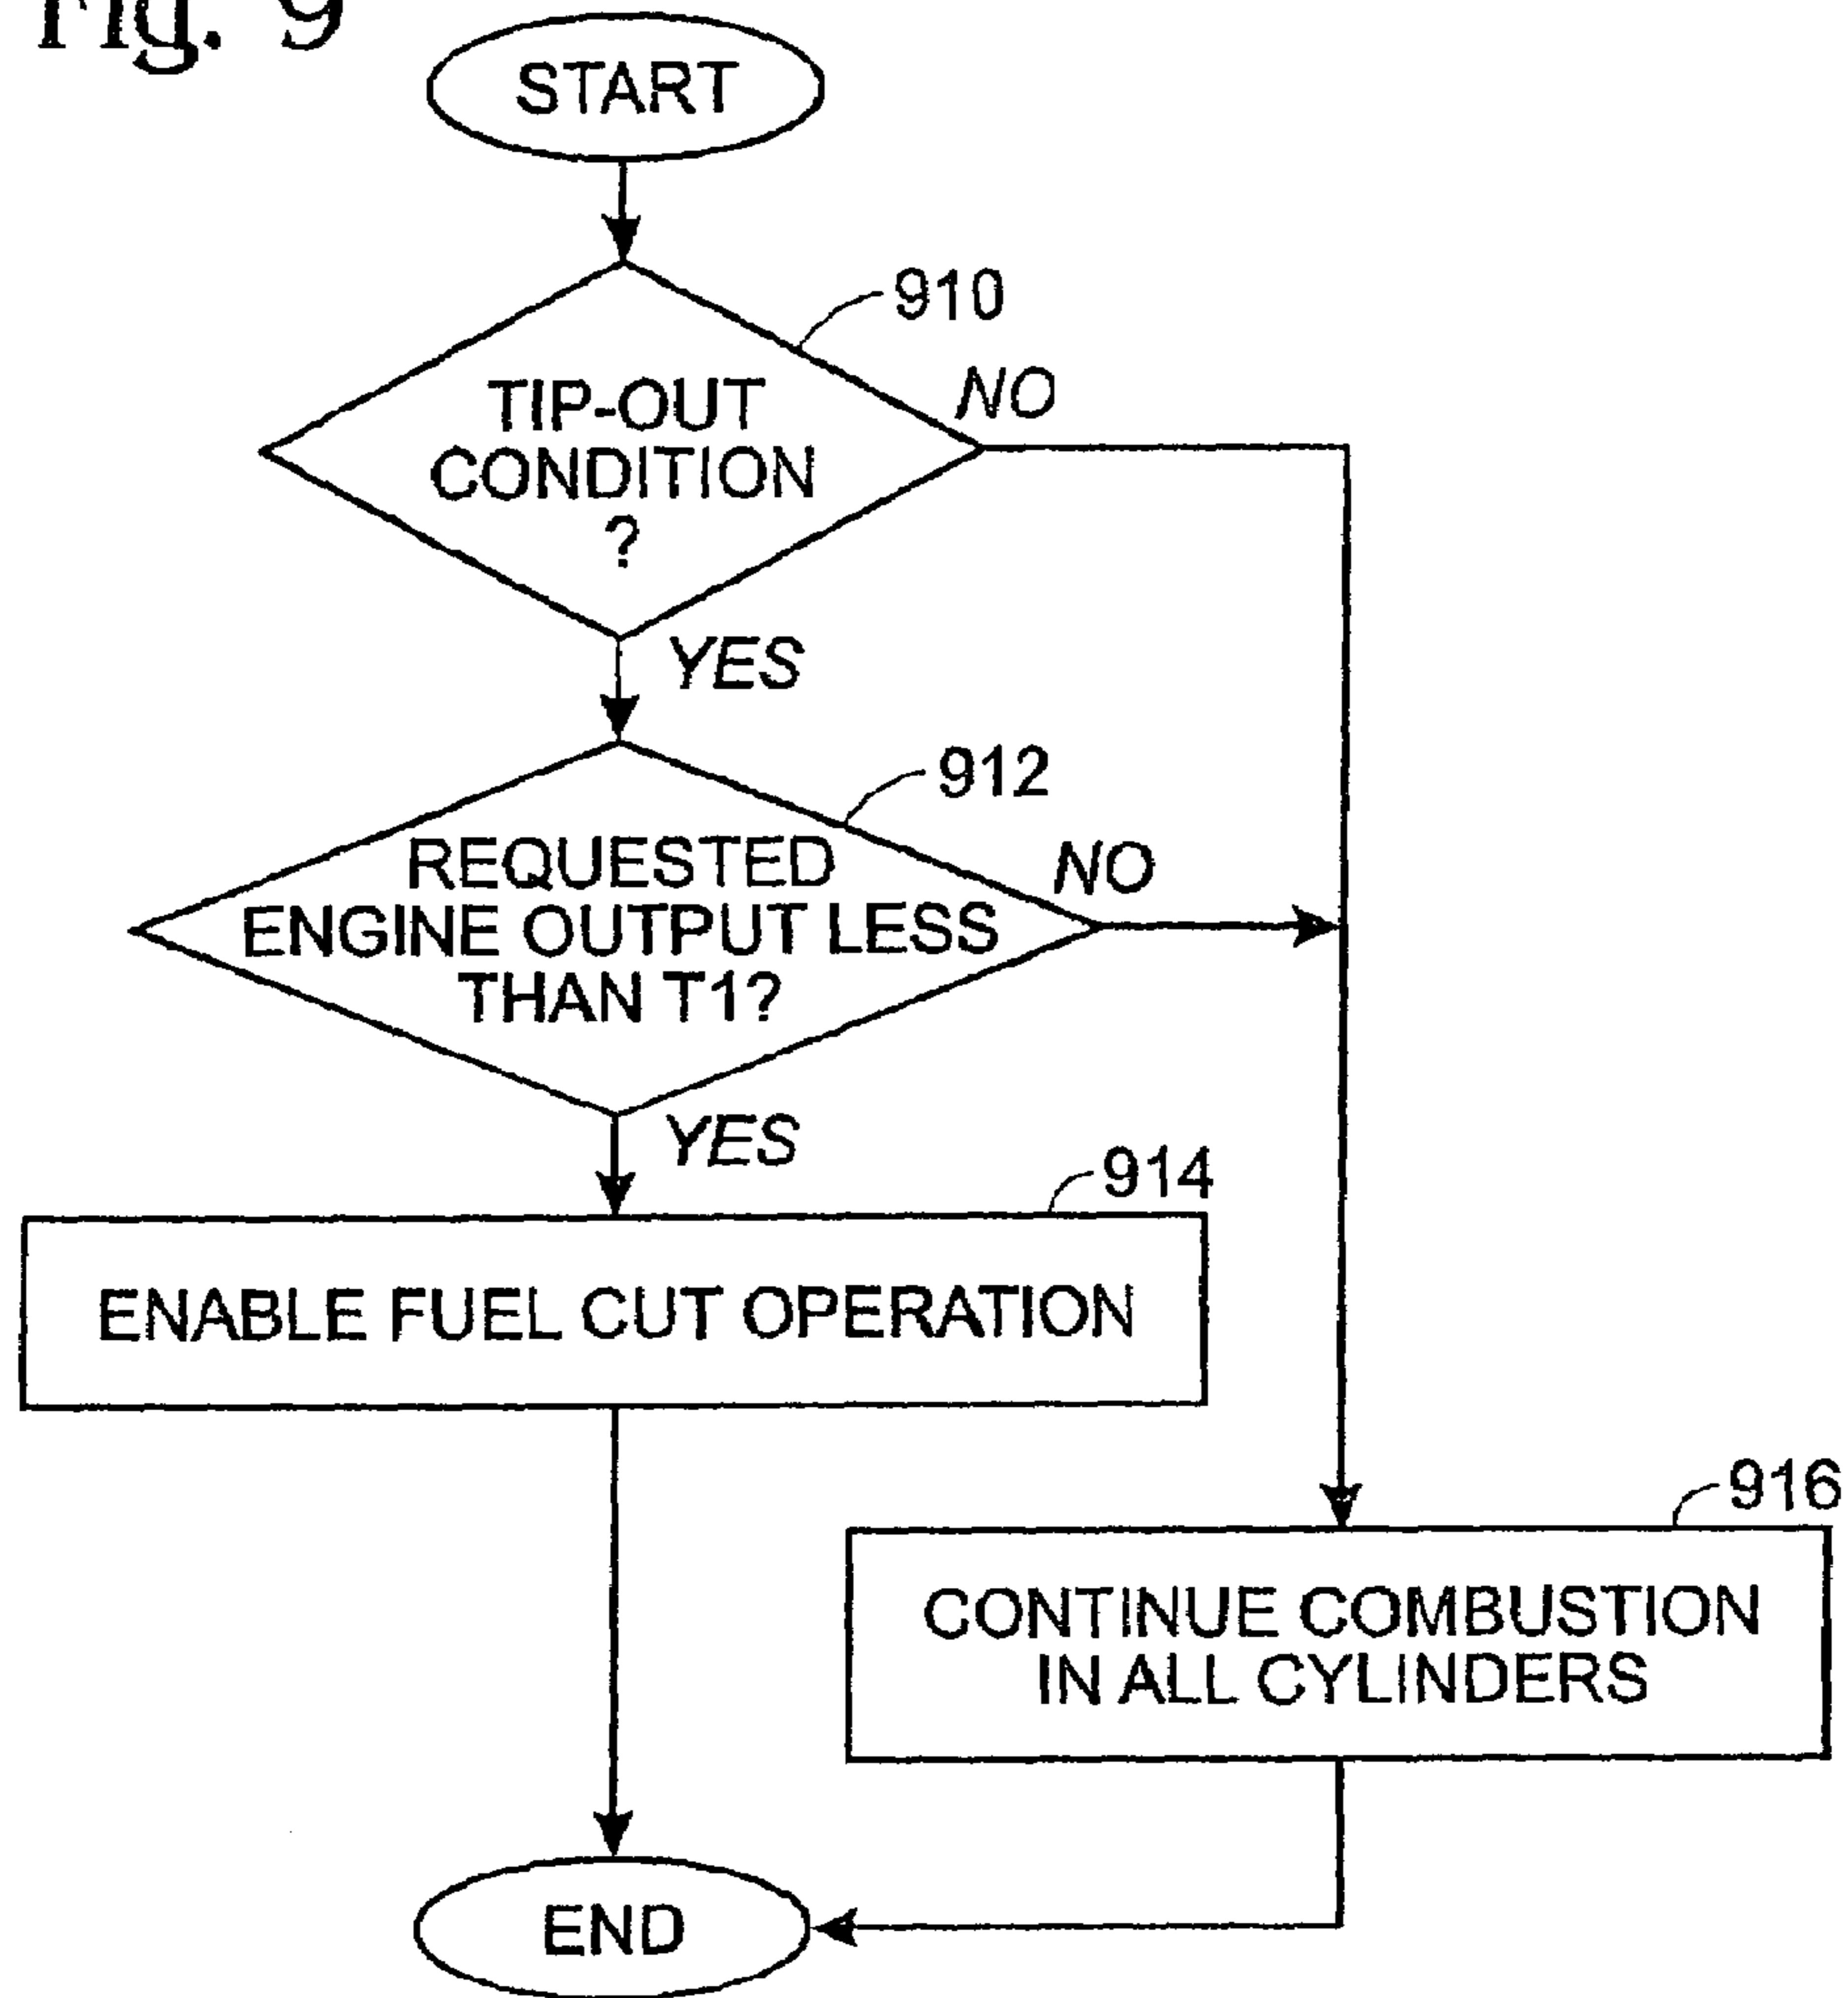 Fig. 9
START
910
TIP-OUT
CONDITION
?
NO
YES
912
REQUESTED
ENGINE OUTPUT LESS
THAN T1?
NO
YES
914
ENABLE FUEL CUT OPERATION
916
CONTINUE COMBUSTION
IN ALL CYLINDERS
END